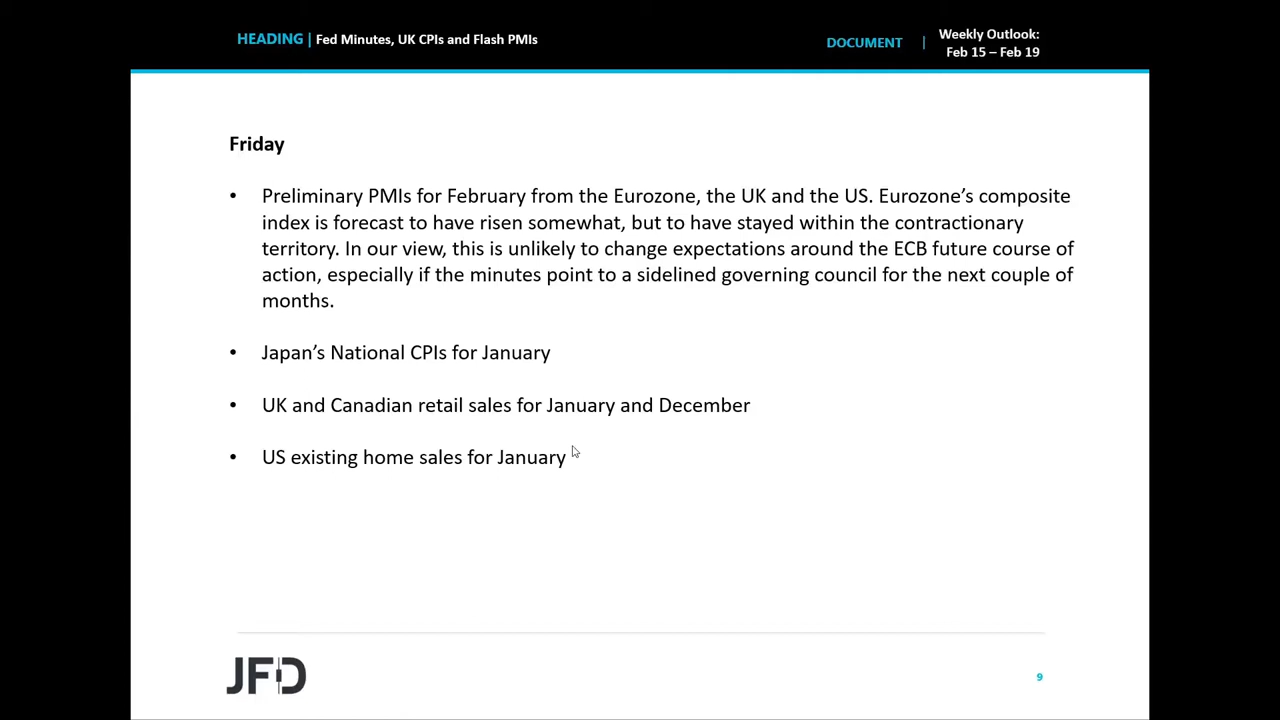 HEADING | Fed Minutes, UK CPIs and Flash PMIs
DOCUMENT | Weekly Outlook:
Feb 15 – Feb 19
Friday
• Preliminary PMIs for February from the Eurozone, the UK and the US. Eurozone’s composite
index is forecast to have risen somewhat, but to have stayed within the contractionary
territory. In our view, this is unlikely to change expectations around the ECB future course of
action, especially if the minutes point to a sidelined governing council for the next couple of
months.
• Japan’s National CPIs for January
• UK and Canadian retail sales for January and December
• US existing home sales for January
JFD
9